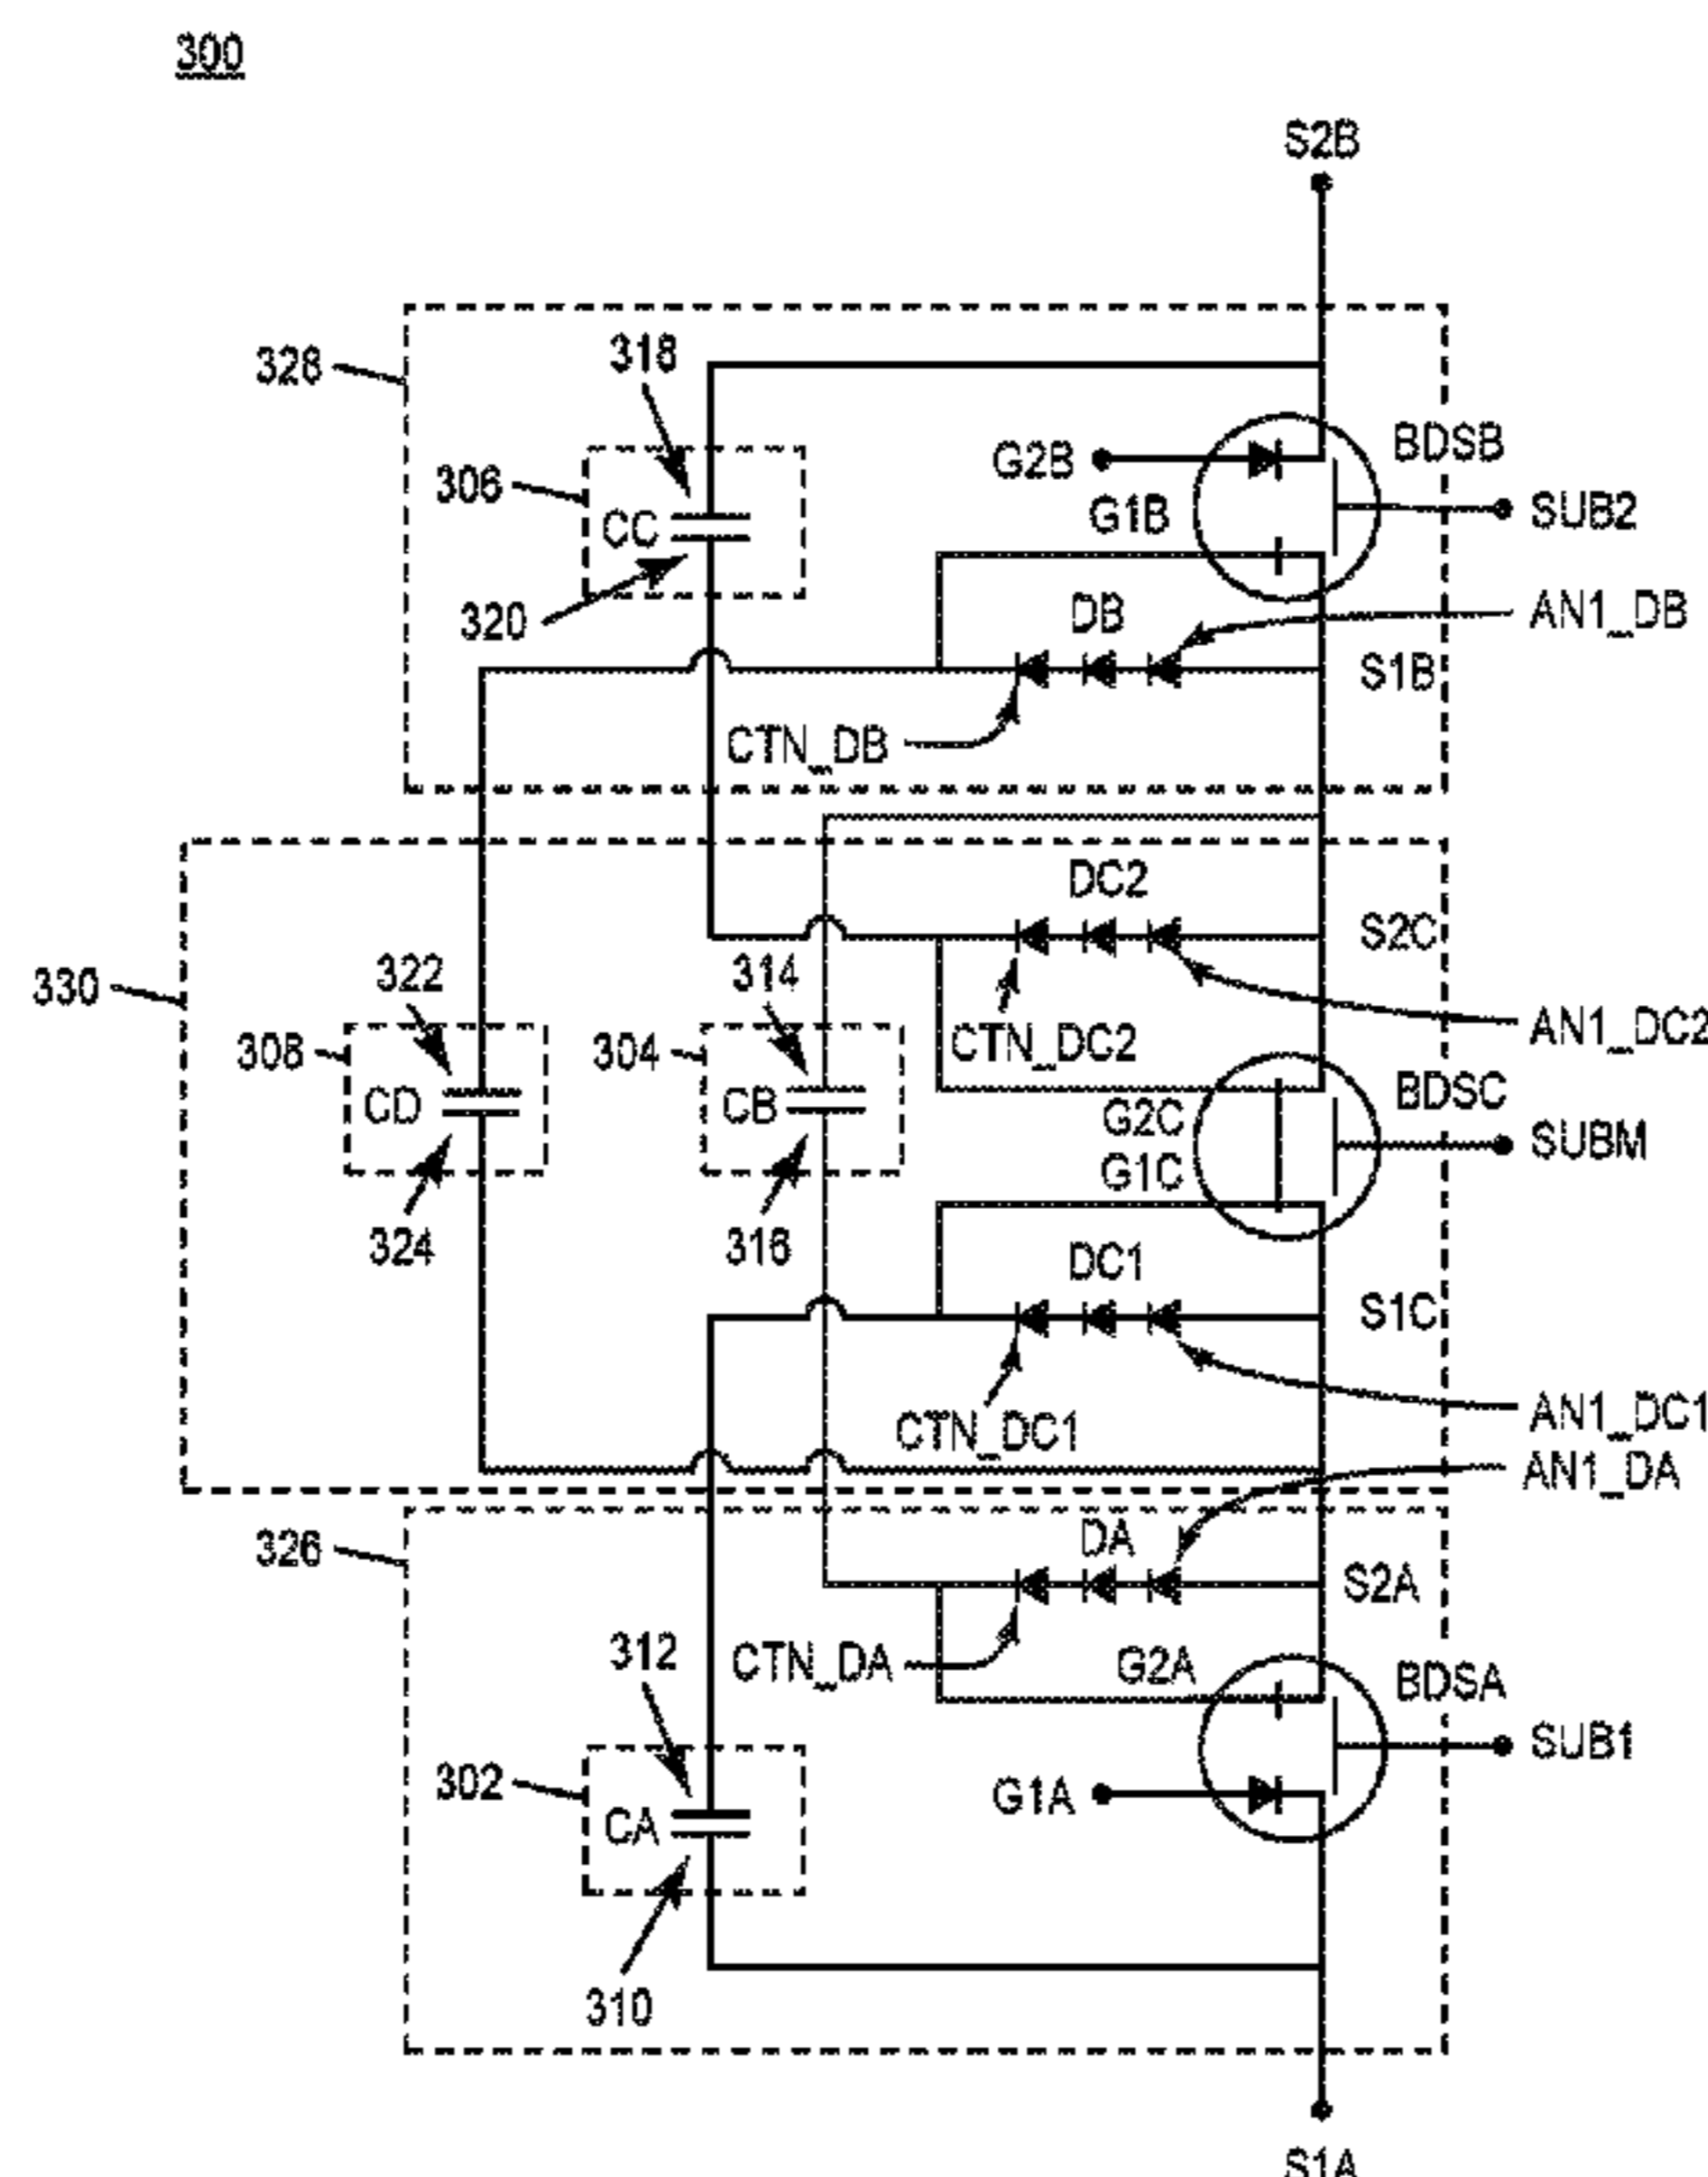 300
S2B
328
318
306
CC
320
G2B
G1B
BDSB
SUB2
DB
AN1_DB
S1B
CTN_DB
330
DC2
S2C
322
314
308
CD
304
CB
CTN_DC2
AN1_DC2
G2C
G1C
BDSC
SUBM
324
316
DC1
S1C
CTN_DC1
AN1_DC1
AN1_DA
326
DA
S2A
CTN_DA
312
G2A
BDSA
302
CA
SUB1
G1A
310
S1A